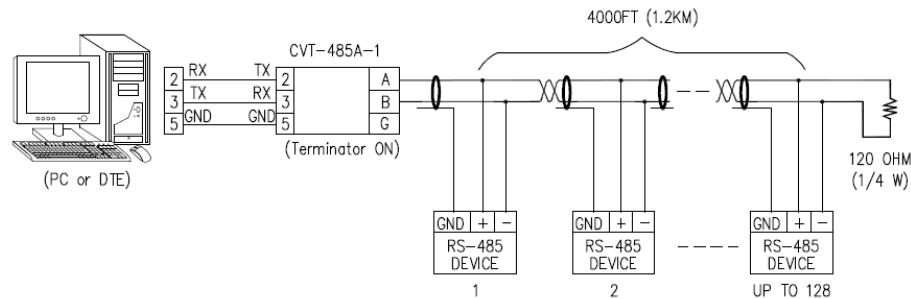 4000FT (1.2KM)
CVT-485A-1
2 RX TX 2 A
3 TX RX 3 B
5 GND GND 5 G
(Terminator ON)
(PC or DTE)
120 OHM
(1/4 W)
GND + − GND + − GND + −
RS-485 RS-485 RS-485
DEVICE DEVICE DEVICE
1 2 UP TO 128